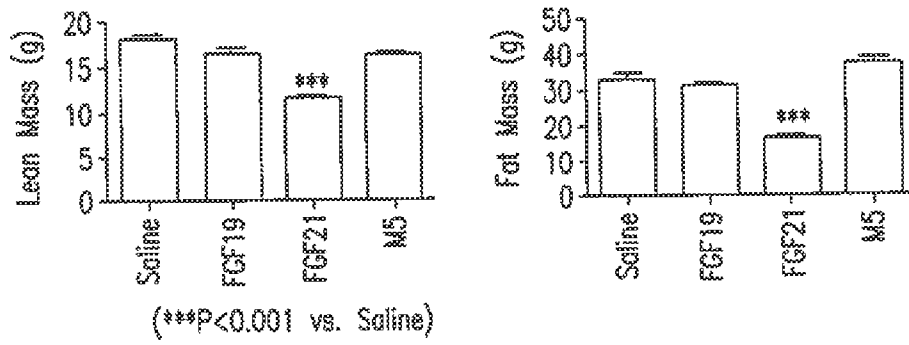 Lean Mass (g)
20
15
10
5
0
***
Saline
FGF19
FGF21
M5
(***P<0.001 vs. Saline)
Fat Mass (g)
50
40
30
20
10
0
***
Saline
FGF19
FGF21
M5